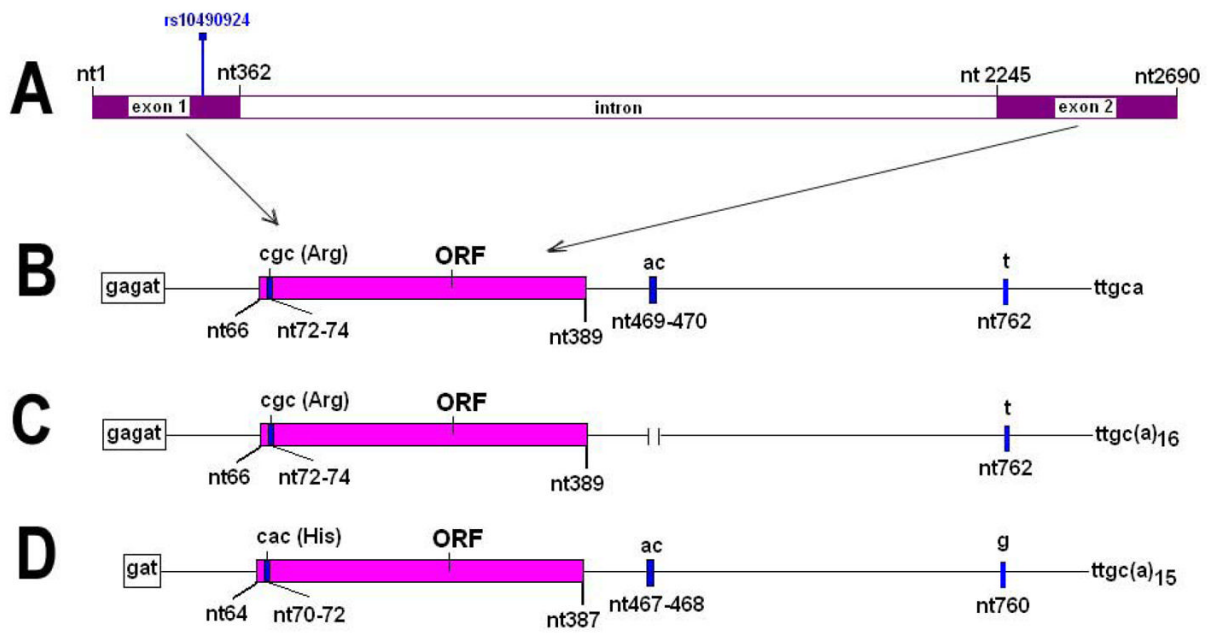 rs10490924
A
nt1 nt362 nt 2245 nt2690
exon 1 intron exon 2
B
cgc (Arg) ORF ac t
gagat ttgca
nt66 nt72-74 nt389 nt469-470 nt762
C
cgc (Arg) ORF t
gagat ttgc(a)16
nt66 nt72-74 nt389 nt762
D
cac (His) ORF ac g
gat ttgc(a)15
nt64 nt70-72 nt387 nt467-468 nt760